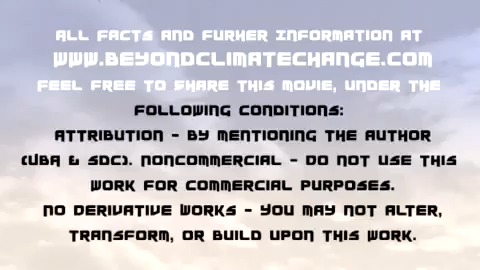 ALL FACTS AND FURHER INFORMATION AT
WWW.BEYONDCLIMATECHANGE.COM
FEEL FREE TO SHARE THIS MOVIE, UNDER THE
FOLLOWING CONDITIONS:
ATTRIBUTION - BY MENTIONING THE AUTHOR
(UBA & SDC). NONCOMMERCIAL - DO NOT USE THIS
WORK FOR COMMERCIAL PURPOSES.
NO DERIVATIVE WORKS - YOU MAY NOT ALTER,
TRANSFORM, OR BUILD UPON THIS WORK.